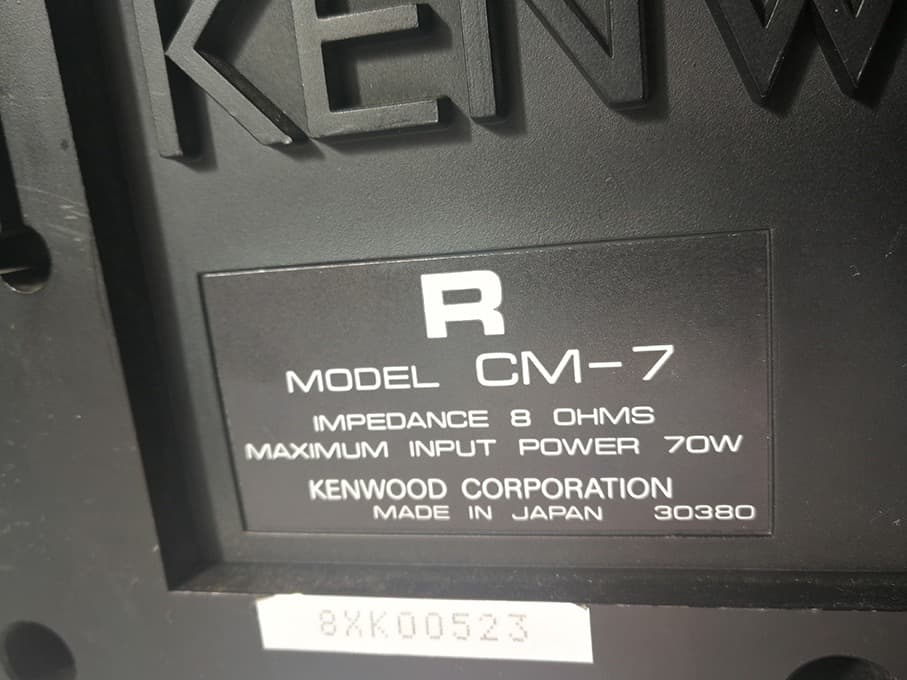 KENW
R
MODEL CM-7
IMPEDANCE 8 OHMS
MAXIMUM INPUT POWER 70W
KENWOOD CORPORATION
MADE IN JAPAN 30380
8XK00523